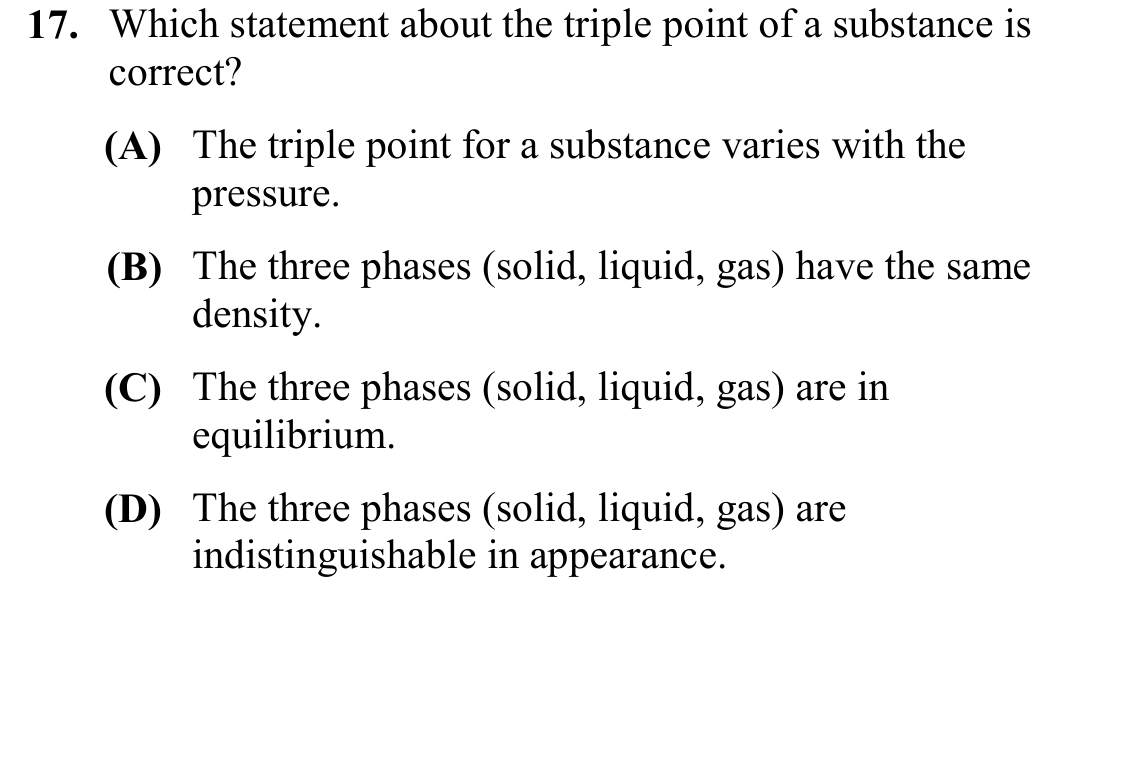 17. Which statement about the triple point of a substance is
correct?
(A) The triple point for a substance varies with the
pressure.
(B) The three phases (solid, liquid, gas) have the same
density.
(C) The three phases (solid, liquid, gas) are in
equilibrium.
(D) The three phases (solid, liquid, gas) are
indistinguishable in appearance.